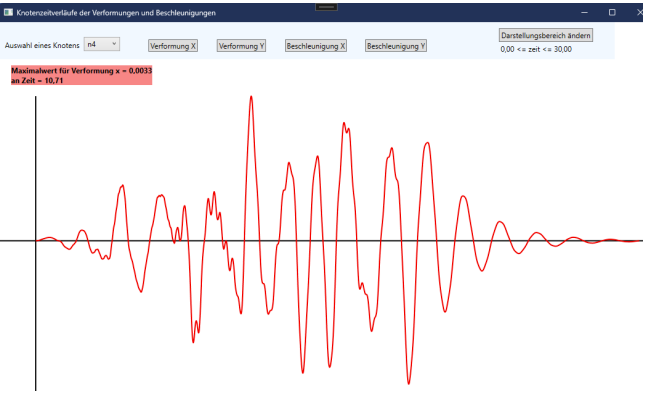 Knotenzeitverläufe der Verformungen und Beschleunigungen
Auswahl eines Knotens n4 Verformung X Verformung Y Beschleunigung X Beschleunigung Y Darstellungsbereich ändern
0,00 <= zeit <= 30,00
Maximalwert für Verformung x = 0,0033
an Zeit = 10,71